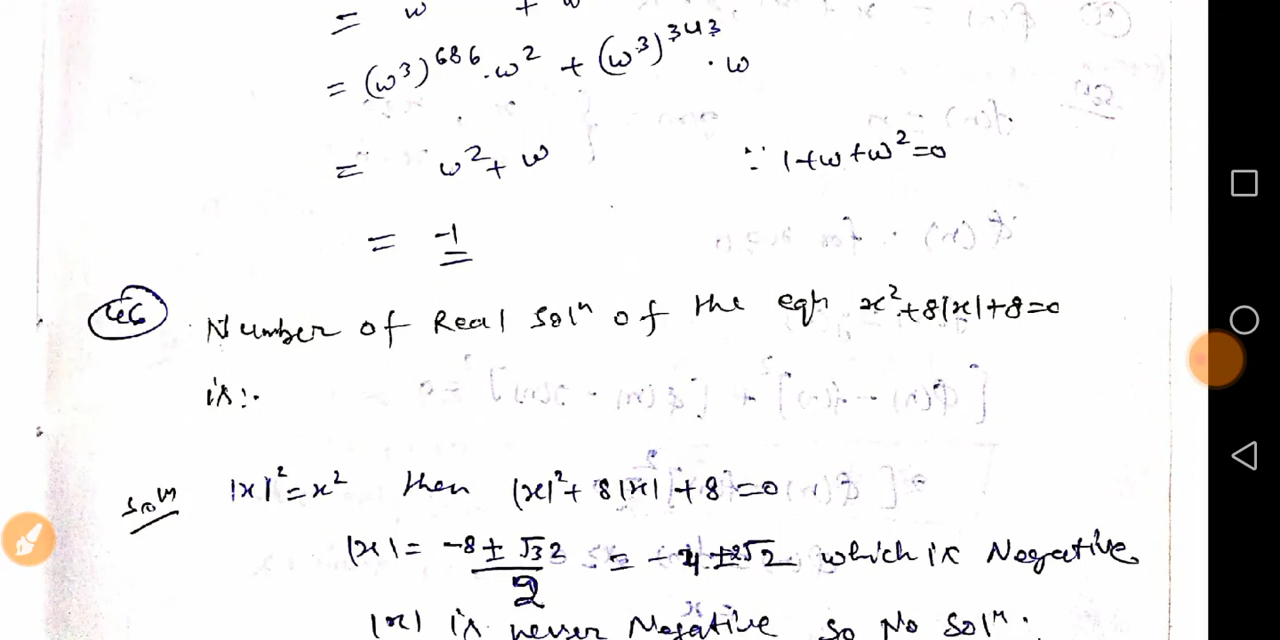 = ω + ω
= (ω³)⁶⁸⁶ . ω² + (ω³)³⁴³ . ω
= ω² + ω ∵ 1+ω+ω²=0
= -1
46 Number of Real Solⁿ of the eqn x²+8|x|+8=0
is:-
Solⁿ |x|²=x² then |x|²+8|x|+8=0
|x| = -8 ± √32 / 2 = -4 ± 2√2 which is Negative
|x| is never Negative so No Solⁿ.